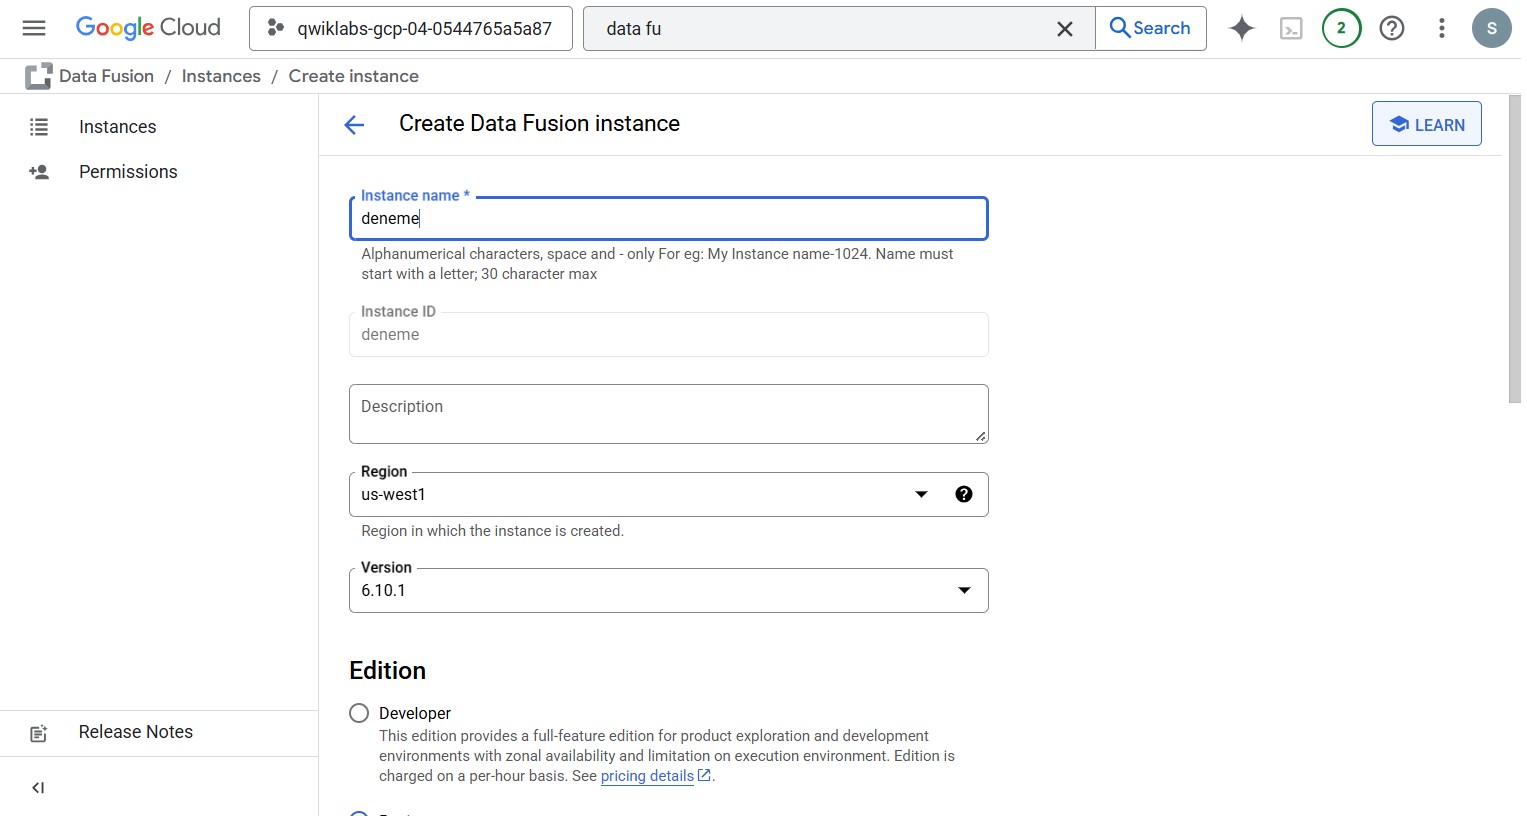 Google Cloud
qwiklabs-gcp-04-0544765a5a87
data fu
Search
2
S
Data Fusion / Instances / Create instance
Instances
Permissions
Release Notes
Create Data Fusion instance
LEARN
Instance name *
deneme
Alphanumerical characters, space and - only For eg: My Instance name-1024. Name must
start with a letter; 30 character max
Instance ID
deneme
Description
Region
us-west1
Region in which the instance is created.
Version
6.10.1
Edition
Developer
This edition provides a full-feature edition for product exploration and development
environments with zonal availability and limitation on execution environment. Edition is
charged on a per-hour basis. See pricing details.